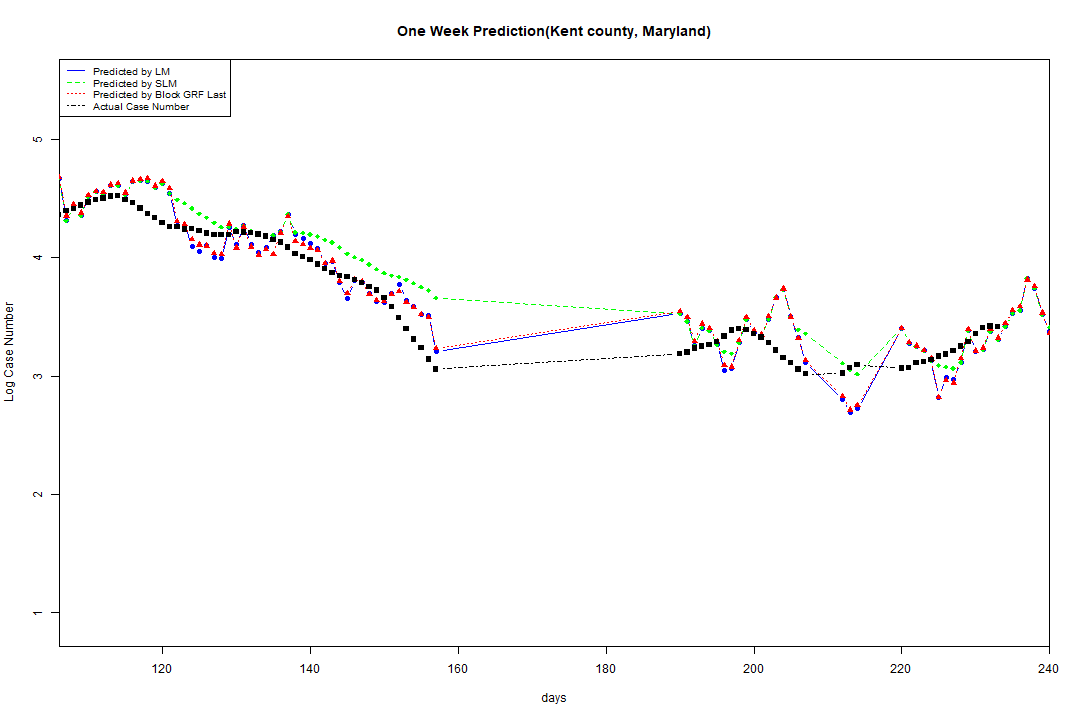 One Week Prediction(Kent county, Maryland)
Predicted by LM
Predicted by SLM
Predicted by Block GRF Last
Actual Case Number
5
4
3
2
1
Log Case Number
120 140 160 180 200 220 240
days